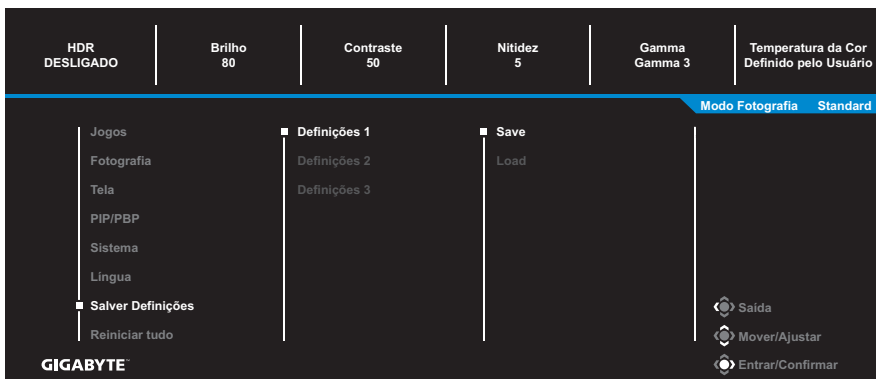 HDR
DESLIGADO
Brilho
80
Contraste
50
Nitidez
5
Gamma
Gamma 3
Temperatura da Cor
Definido pelo Usuário
Modo Fotografia Standard
Jogos
Fotografia
Tela
PIP/PBP
Sistema
Língua
Salver Definições
Reiniciar tudo
Definições 1
Definições 2
Definições 3
Save
Load
Saída
Mover/Ajustar
Entrar/Confirmar
GIGABYTE™